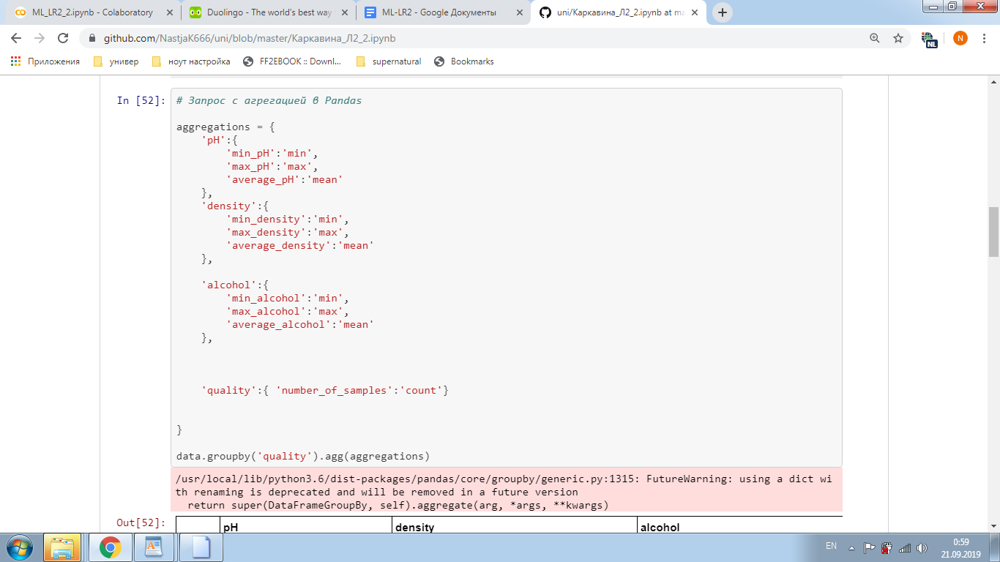 ML_LR2_2.ipynb - Colaboratory
Duolingo - The world's best way
ML-LR2 - Google Документы
uni/Каркавина_Л2_2.ipynb at ma
github.com/NastjaK666/uni/blob/master/Каркавина_Л2_2.ipynb
NL
N
Приложения
универ
ноут настройка
FF2EBOOK :: Downl...
supernatural
Bookmarks
In [52]:
# Запрос с агрегацией в Pandas
aggregations = {
'pH':{
'min_pH':'min',
'max_pH':'max',
'average_pH':'mean'
},
'density':{
'min_density':'min',
'max_density':'max',
'average_density':'mean'
},
'alcohol':{
'min_alcohol':'min',
'max_alcohol':'max',
'average_alcohol':'mean'
},
'quality':{ 'number_of_samples':'count'}
}
data.groupby('quality').agg(aggregations)
/usr/local/lib/python3.6/dist-packages/pandas/core/groupby/generic.py:1315: FutureWarning: using a dict wi
th renaming is deprecated and will be removed in a future version
return super(DataFrameGroupBy, self).aggregate(arg, *args, **kwargs)
Out[52]:
pH density alcohol
EN
0:59
21.09.2019